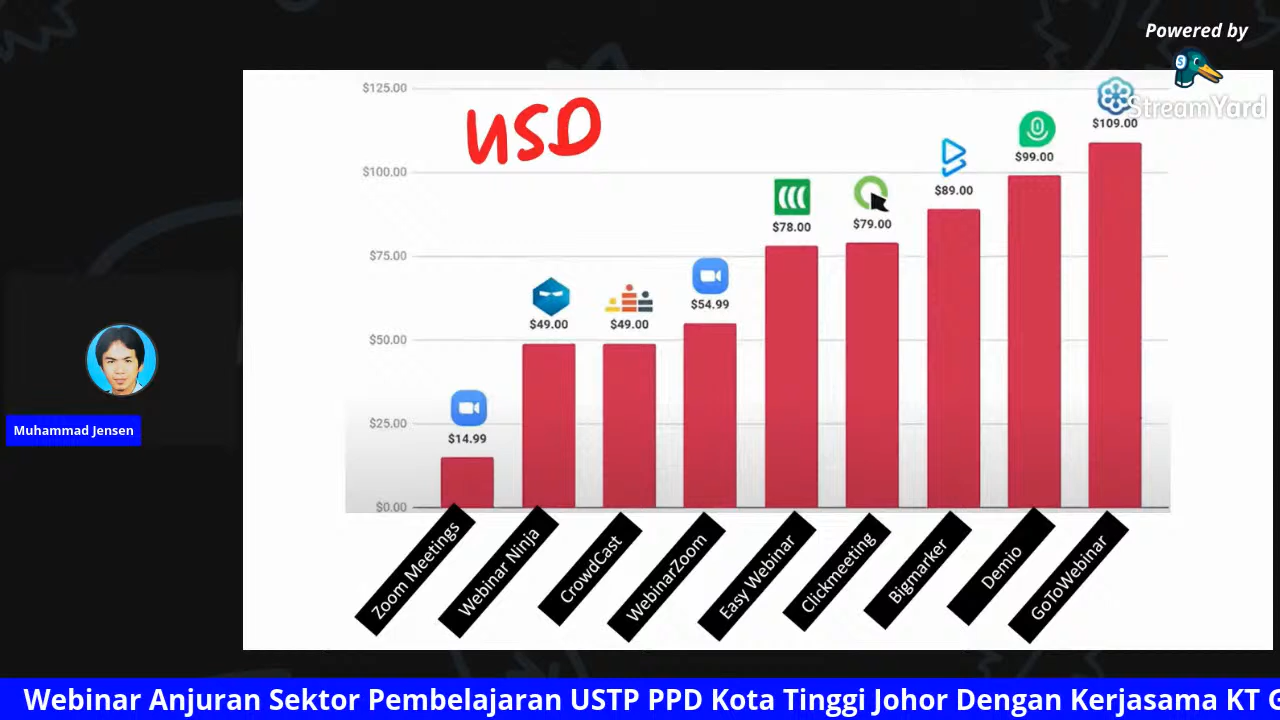 Powered by
StreamYard
$125.00
USD
$109.00
$99.00
$100.00
$89.00
$78.00
$79.00
$75.00
$54.99
$49.00
$49.00
$50.00
$25.00
$14.99
$0.00
Muhammad Jensen
Zoom Meetings
Webinar Ninja
CrowdCast
WebinarZoom
Easy Webinar
Clickmeeting
Bigmarker
Demio
GoToWebinar
Webinar Anjuran Sektor Pembelajaran USTP PPD Kota Tinggi Johor Dengan Kerjasama KT